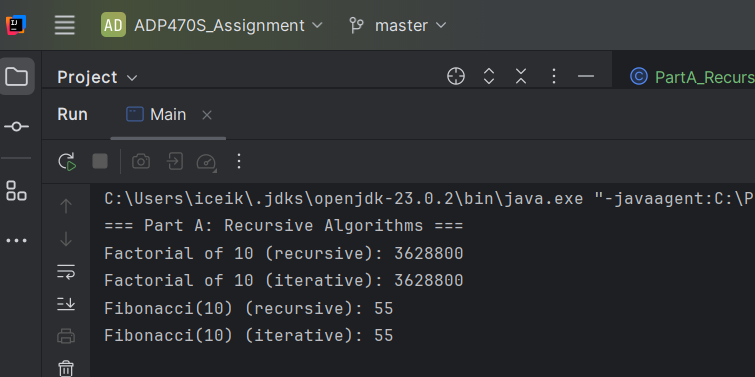 AD ADP470S_Assignment master
Project
PartA_Recurs
Run Main
C:\Users\iceik\.jdks\openjdk-23.0.2\bin\java.exe "-javaagent:C:\P
=== Part A: Recursive Algorithms ===
Factorial of 10 (recursive): 3628800
Factorial of 10 (iterative): 3628800
Fibonacci(10) (recursive): 55
Fibonacci(10) (iterative): 55